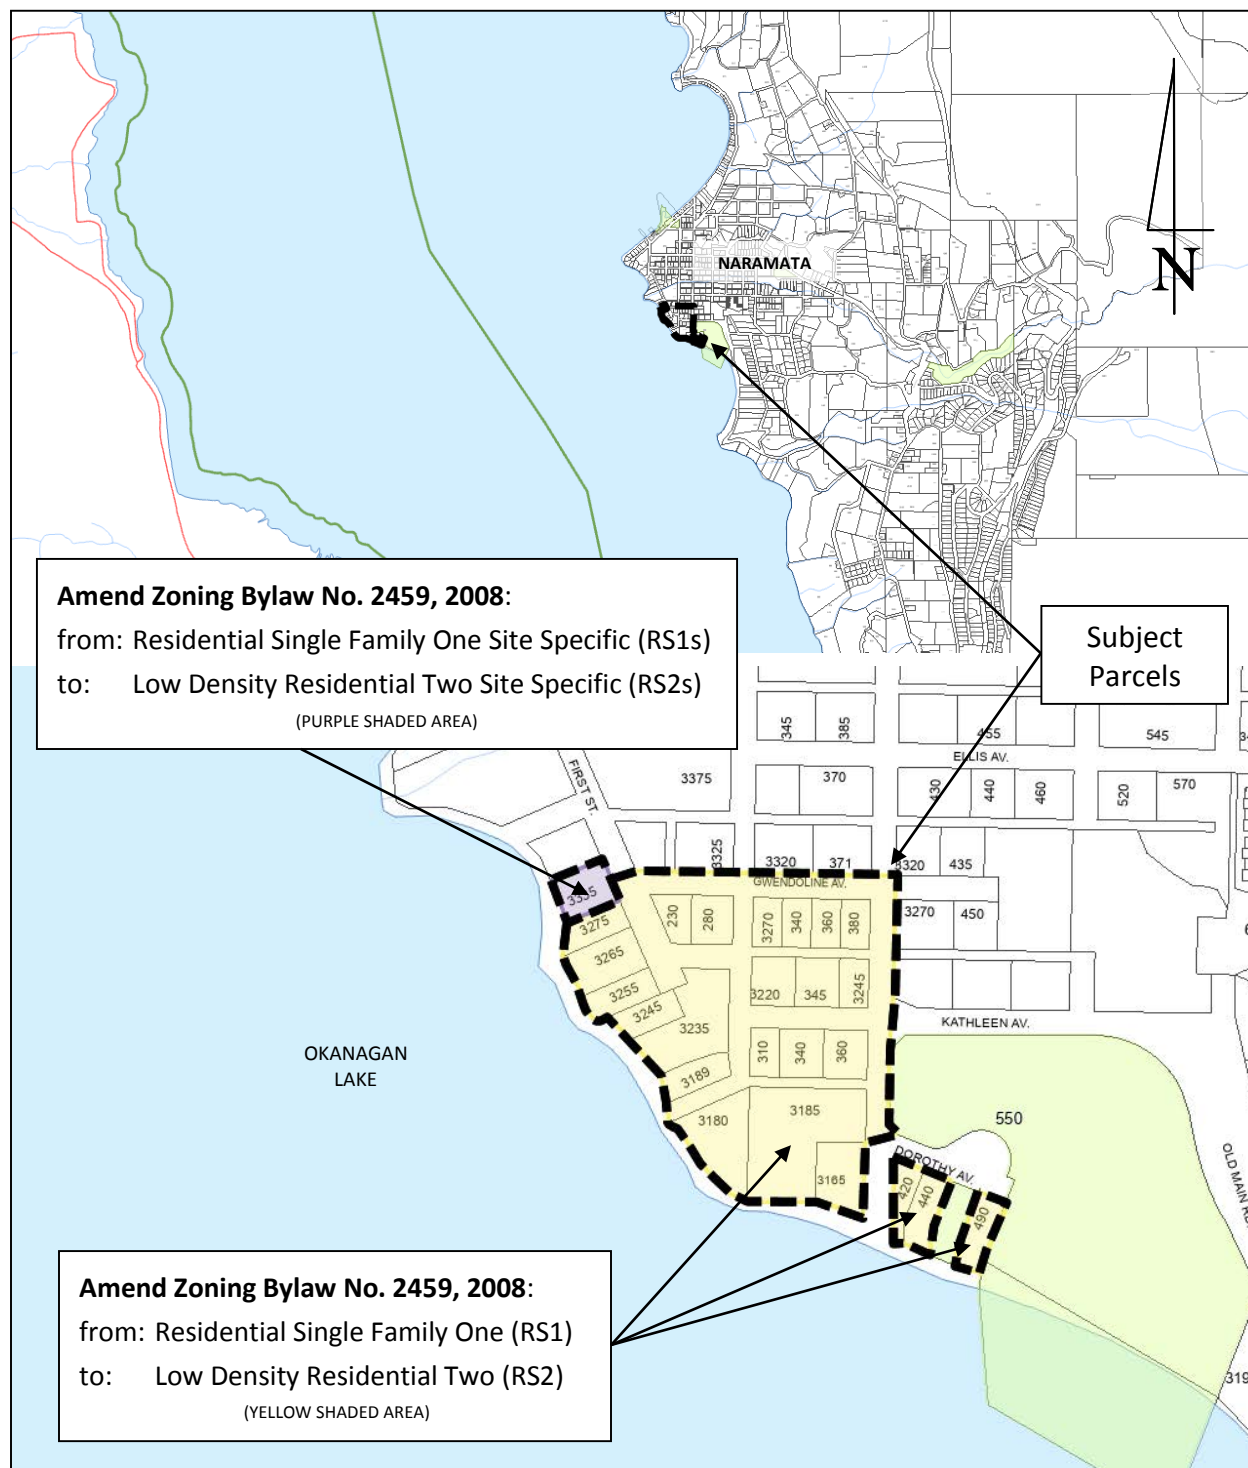 NARAMATA
N
Amend Zoning Bylaw No. 2459, 2008:
from: Residential Single Family One Site Specific (RS1s)
to: Low Density Residential Two Site Specific (RS2s)
(PURPLE SHADED AREA)
Subject
Parcels
345
385
455
545
ELLIS AV.
FIRST ST.
3375
370
430
440
460
520
570
3325
3320
371
3320
435
GWENDOLINE AV.
3335
3275
230
280
3270
340
360
380
3270
450
3265
3255
3245
3220
345
3245
3235
KATHLEEN AV.
310
340
360
OKANAGAN
LAKE
3189
3180
3185
550
DOROTHY AV.
3165
420
440
490
OLD MAIN RD.
319
Amend Zoning Bylaw No. 2459, 2008:
from: Residential Single Family One (RS1)
to: Low Density Residential Two (RS2)
(YELLOW SHADED AREA)